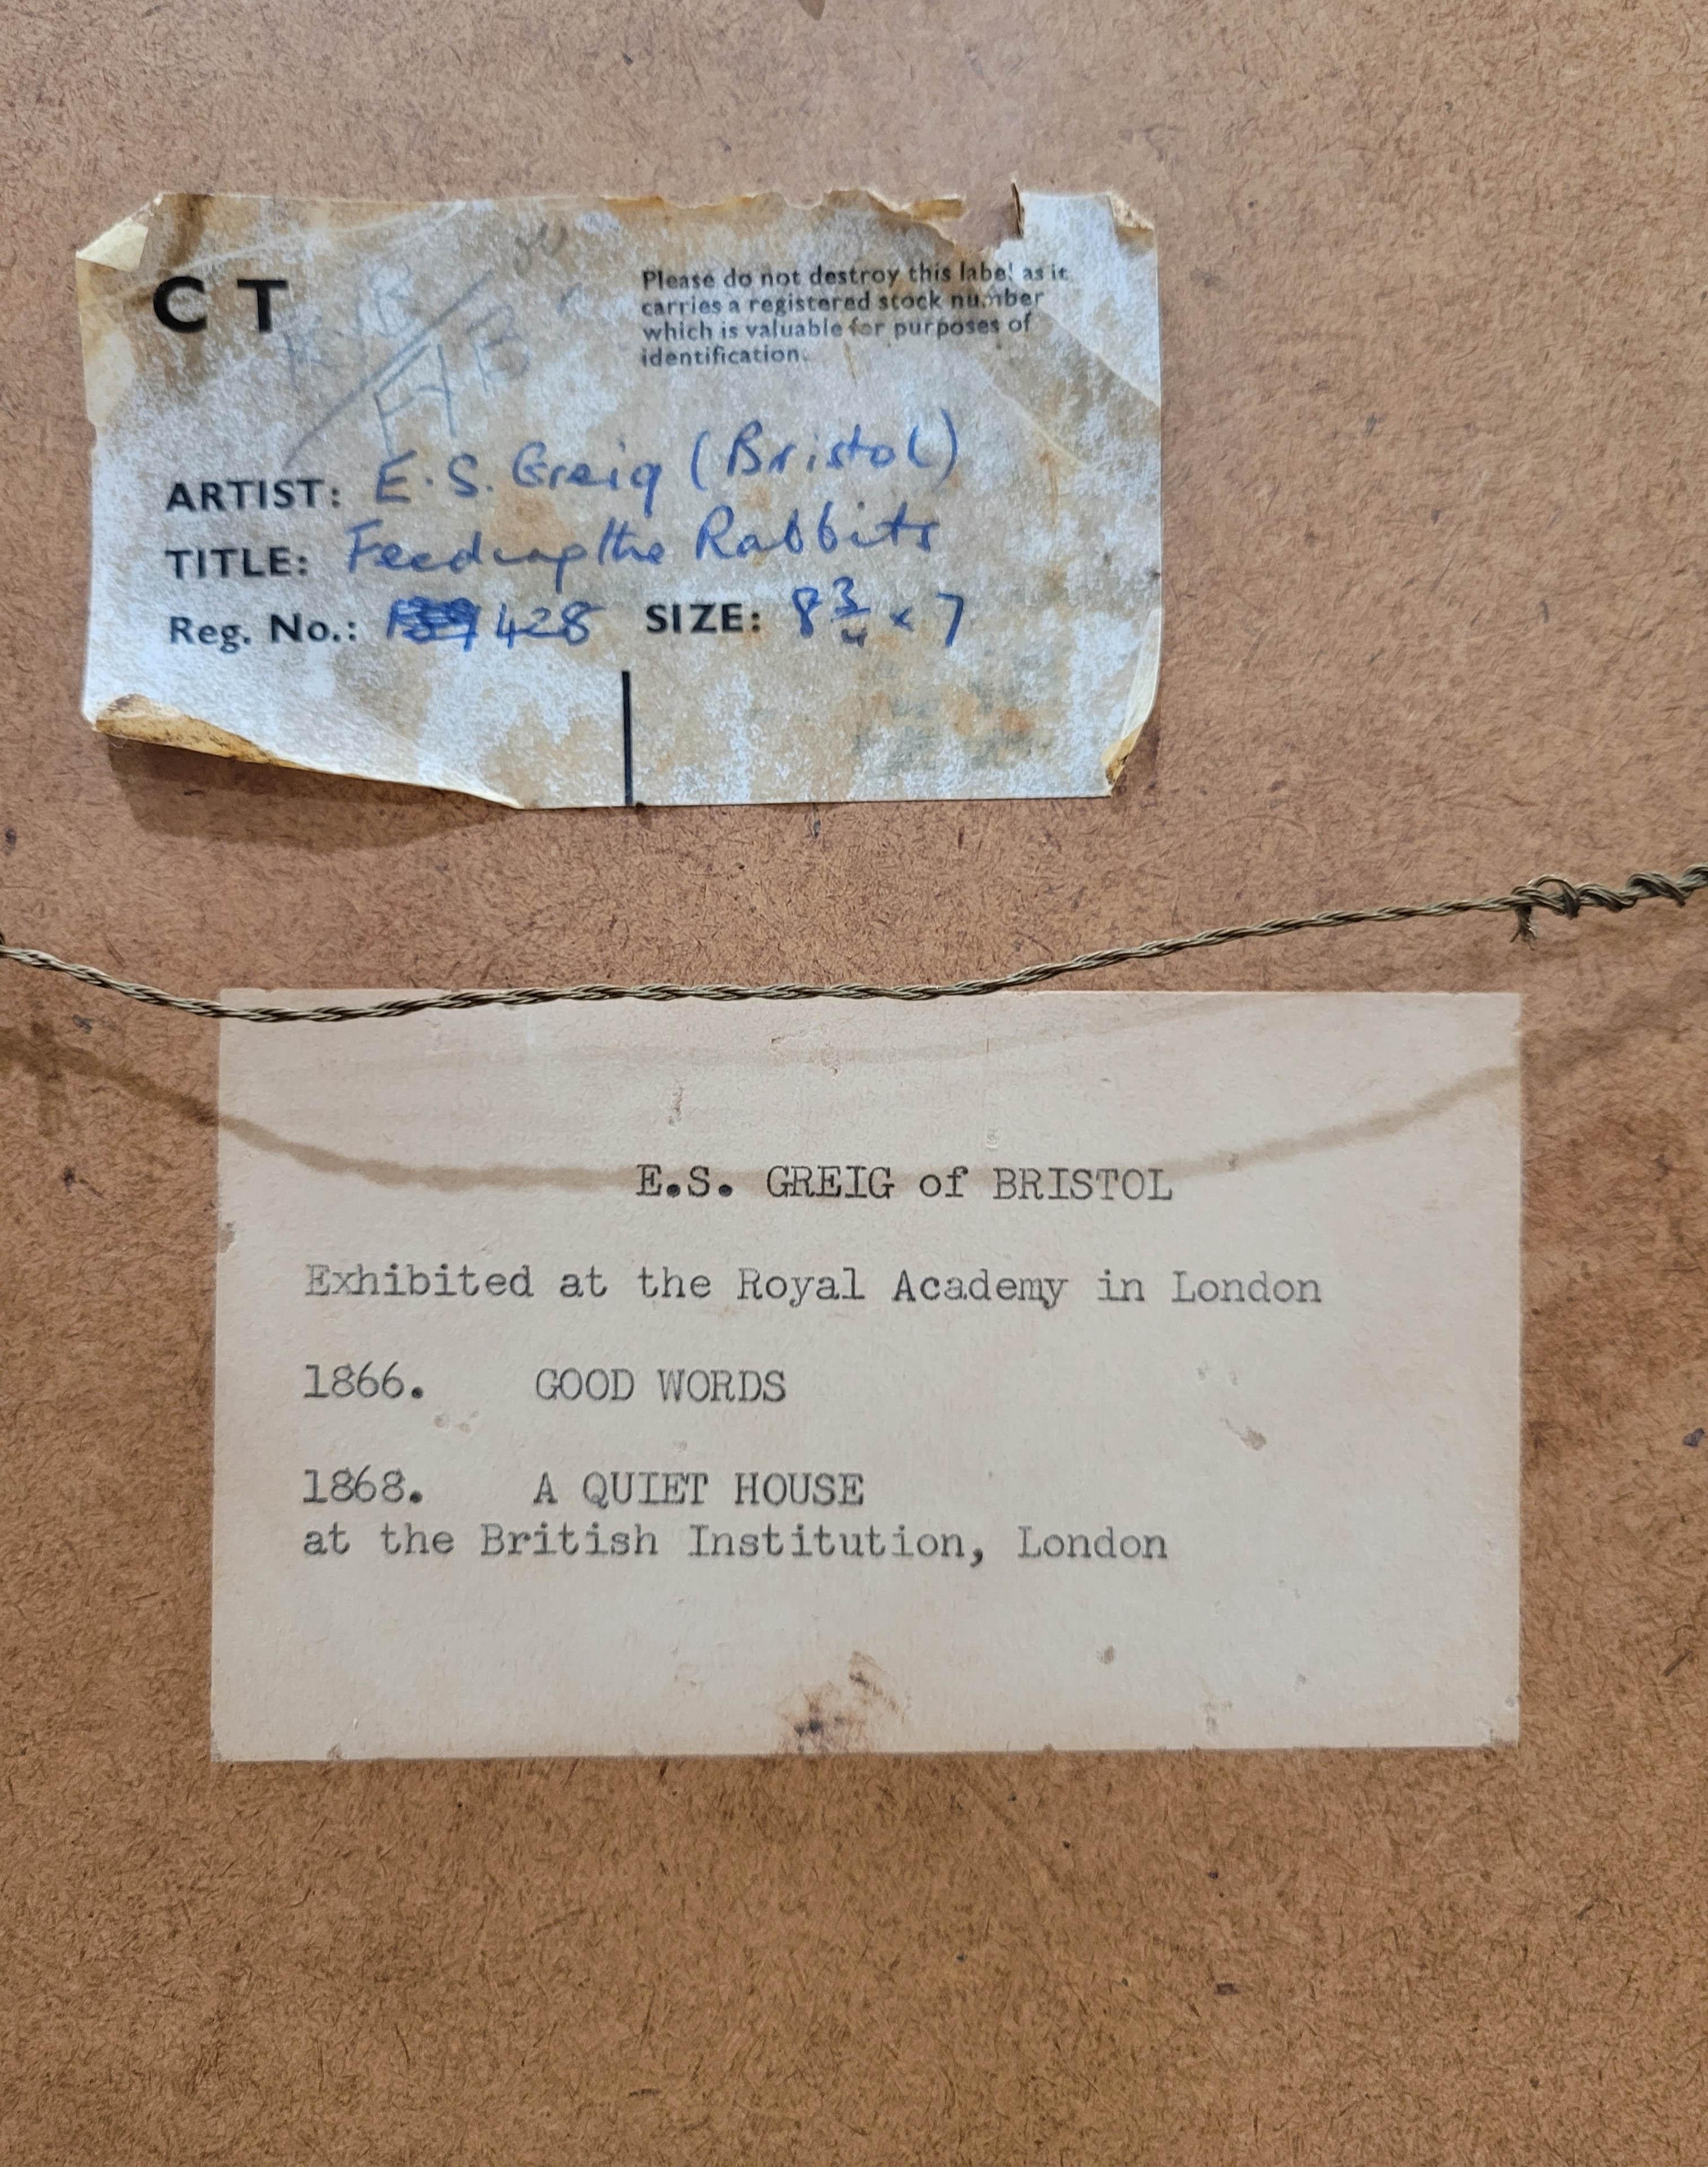 C T
Please do not destroy this label as it
carries a registered stock number
which is valuable for purposes of
identification.
ARTIST: E.S. Greig (Bristol)
TITLE: Feeding the Rabbits
Reg. No.: 428 SIZE: 8 3/4 x 7
E.S. GREIG of BRISTOL
Exhibited at the Royal Academy in London
1866. GOOD WORDS
1868. A QUIET HOUSE
at the British Institution, London